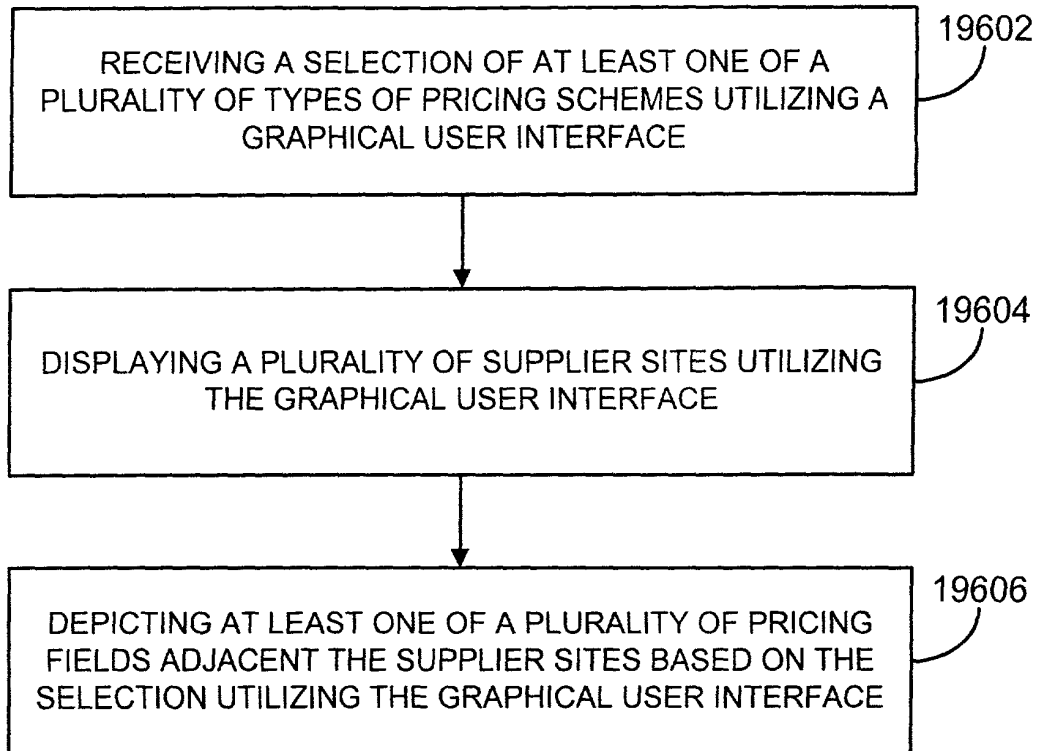 19602
RECEIVING A SELECTION OF AT LEAST ONE OF A
PLURALITY OF TYPES OF PRICING SCHEMES UTILIZING A
GRAPHICAL USER INTERFACE
19604
DISPLAYING A PLURALITY OF SUPPLIER SITES UTILIZING
THE GRAPHICAL USER INTERFACE
19606
DEPICTING AT LEAST ONE OF A PLURALITY OF PRICING
FIELDS ADJACENT THE SUPPLIER SITES BASED ON THE
SELECTION UTILIZING THE GRAPHICAL USER INTERFACE